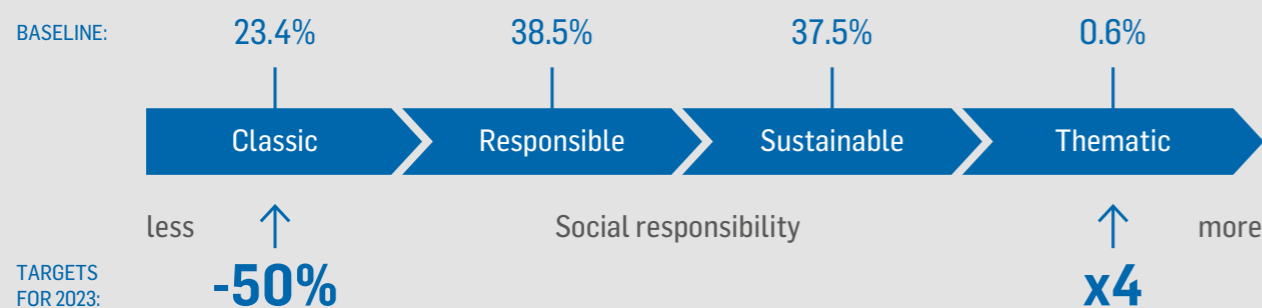 BASELINE: 23.4% 38.5% 37.5% 0.6%
Classic Responsible Sustainable Thematic
less Social responsibility more
TARGETS
FOR 2023: -50% x4